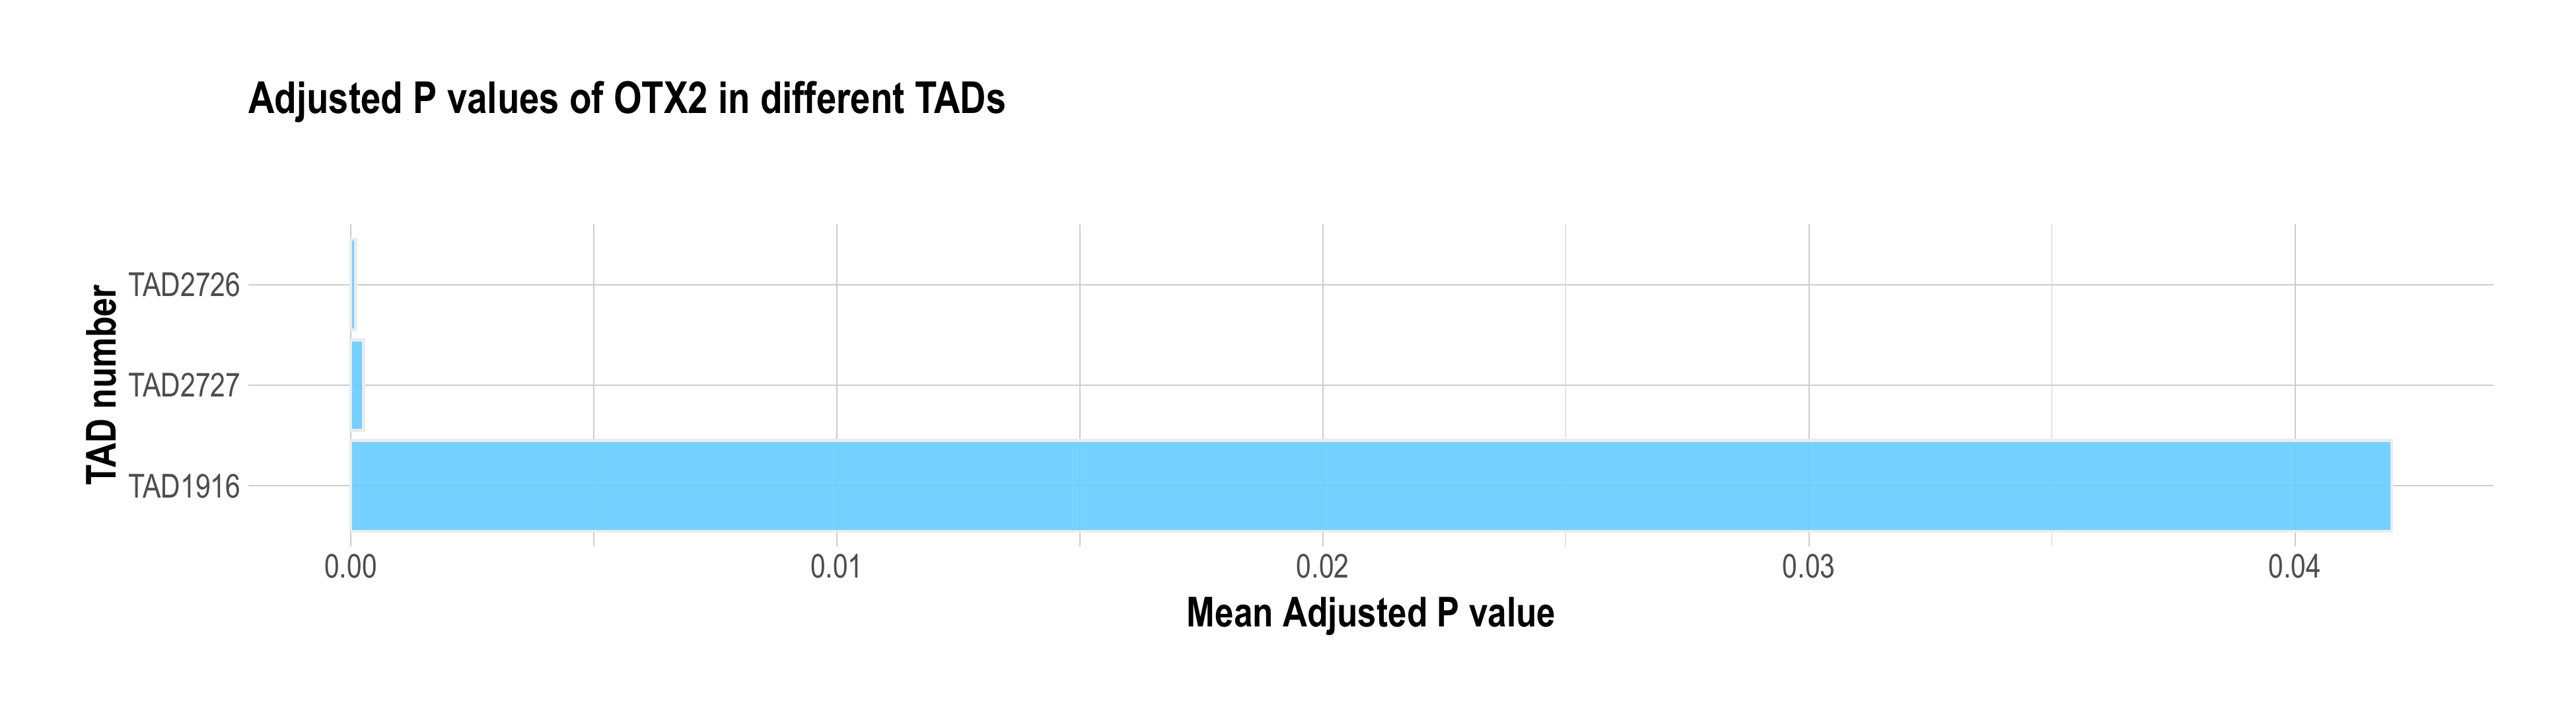 Adjusted P values of OTX2 in different TADs
TAD number
TAD2726
TAD2727
TAD1916
0.00 0.01 0.02 0.03 0.04
Mean Adjusted P value